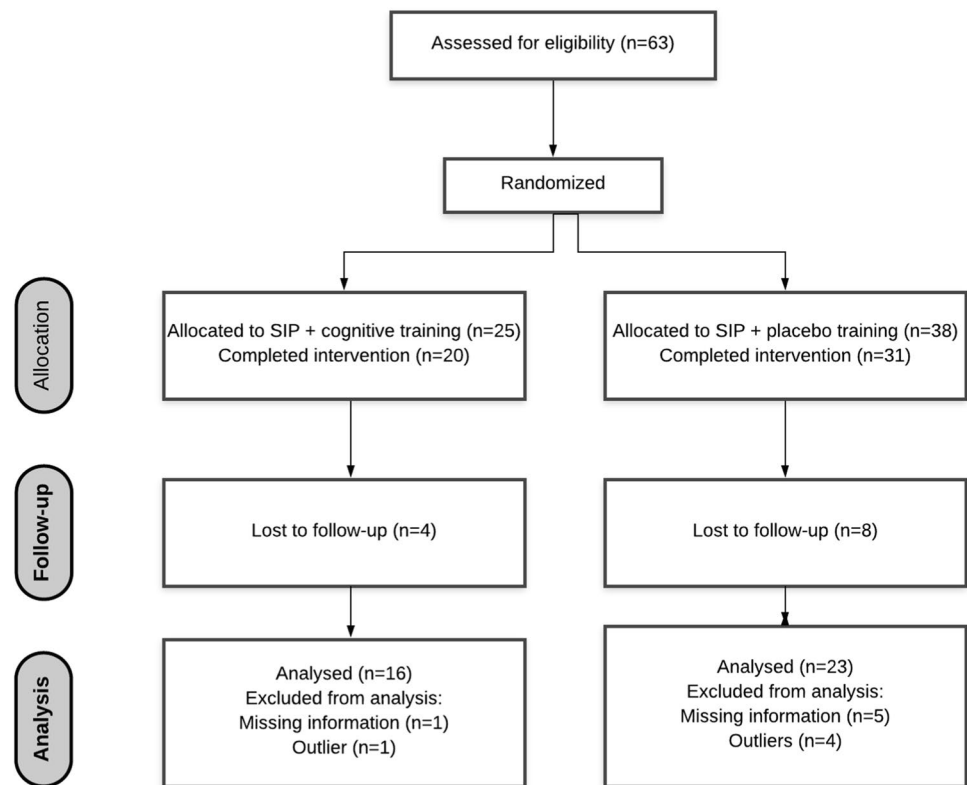 Assessed for eligibility (n=63)
Randomized
Allocation
Allocated to SIP + cognitive training (n=25)
Completed intervention (n=20)
Allocated to SIP + placebo training (n=38)
Completed intervention (n=31)
Follow-up
Lost to follow-up (n=4)
Lost to follow-up (n=8)
Analysis
Analysed (n=16)
Excluded from analysis:
Missing information (n=1)
Outlier (n=1)
Analysed (n=23)
Excluded from analysis:
Missing information (n=5)
Outliers (n=4)